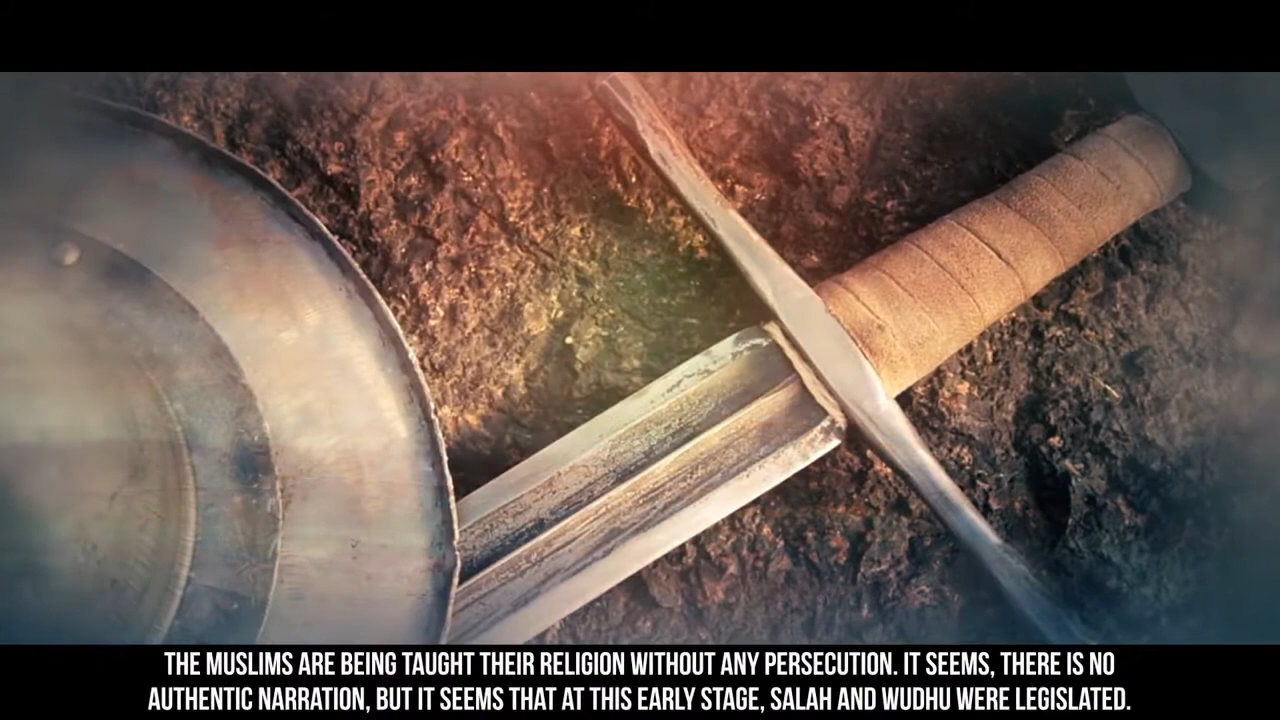 THE MUSLIMS ARE BEING TAUGHT THEIR RELIGION WITHOUT ANY PERSECUTION. IT SEEMS, THERE IS NO
AUTHENTIC NARRATION, BUT IT SEEMS THAT AT THIS EARLY STAGE, SALAH AND WUDHU WERE LEGISLATED.